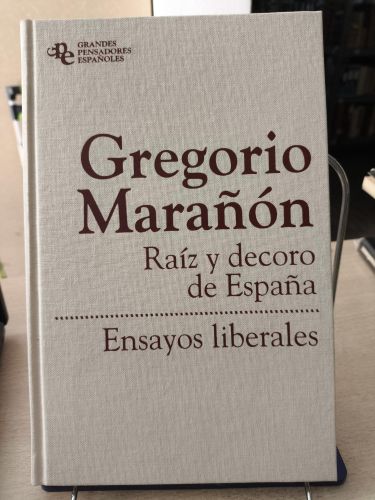 GRANDES
PENSADORES
ESPAÑOLES
Gregorio
Marañón
Raíz y decoro
de España
Ensayos liberales